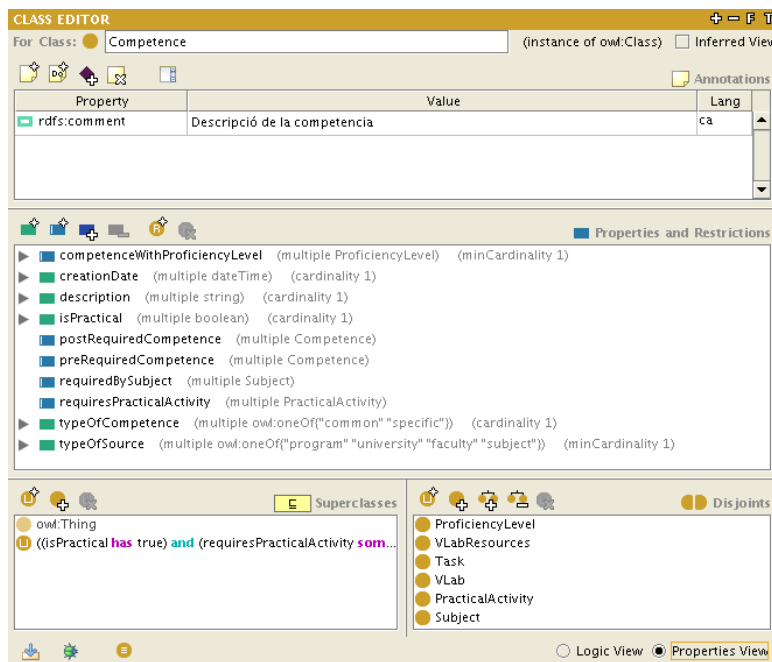 CLASS EDITOR
F T
For Class: Competence (instance of owl:Class) Inferred View
Annotations
Property Value Lang
rdfs:comment Descripció de la competencia ca
Properties and Restrictions
competenceWithProficiencyLevel (multiple ProficiencyLevel) (minCardinality 1)
creationDate (multiple dateTime) (cardinality 1)
description (multiple string) (cardinality 1)
isPractical (multiple boolean) (cardinality 1)
postRequiredCompetence (multiple Competence)
preRequiredCompetence (multiple Competence)
requiredBySubject (multiple Subject)
requiresPracticalActivity (multiple PracticalActivity)
typeOfCompetence (multiple owl:oneOf{"common" "specific"}) (cardinality 1)
typeOfSource (multiple owl:oneOf{"program" "university" "faculty" "subject"}) (minCardinality 1)
Superclasses
owl:Thing
((isPractical has true) and (requiresPracticalActivity som...
Disjoints
ProficiencyLevel
VLabResources
Task
VLab
PracticalActivity
Subject
Logic View Properties View